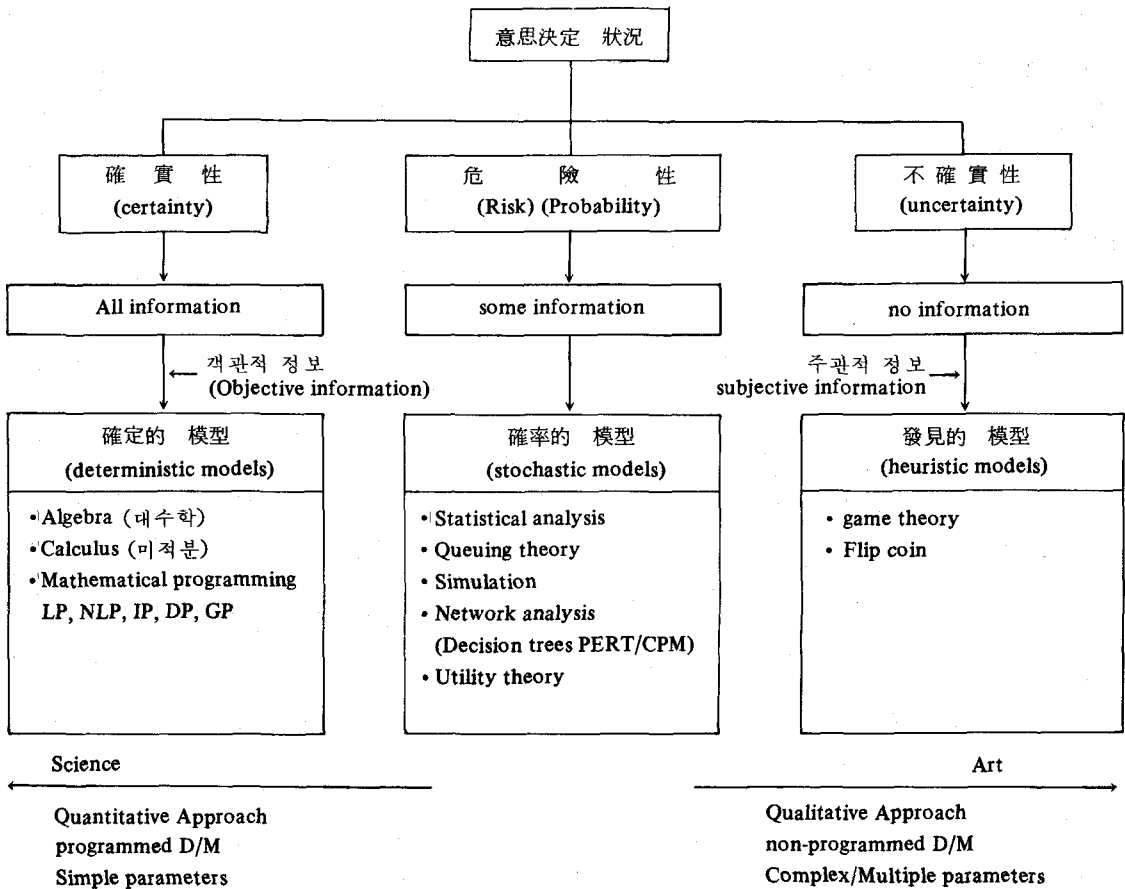 意思決定 狀況
確實性
(certainty)
危險性
(Risk) (Probability)
不確實性
(uncertainty)
All information
some information
no information
객관적 정보
(Objective information)
주관적 정보
subjective information
確定的 模型
(deterministic models)
• Algebra (대수학)
• Calculus (미적분)
• Mathematical programming
LP, NLP, IP, DP, GP
確率的 模型
(stochastic models)
• Statistical analysis
• Queuing theory
• Simulation
• Network analysis
(Decision trees PERT/CPM)
• Utility theory
發見的 模型
(heuristic models)
• game theory
• Flip coin
Science
Quantitative Approach
programmed D/M
Simple parameters
Art
Qualitative Approach
non-programmed D/M
Complex/Multiple parameters